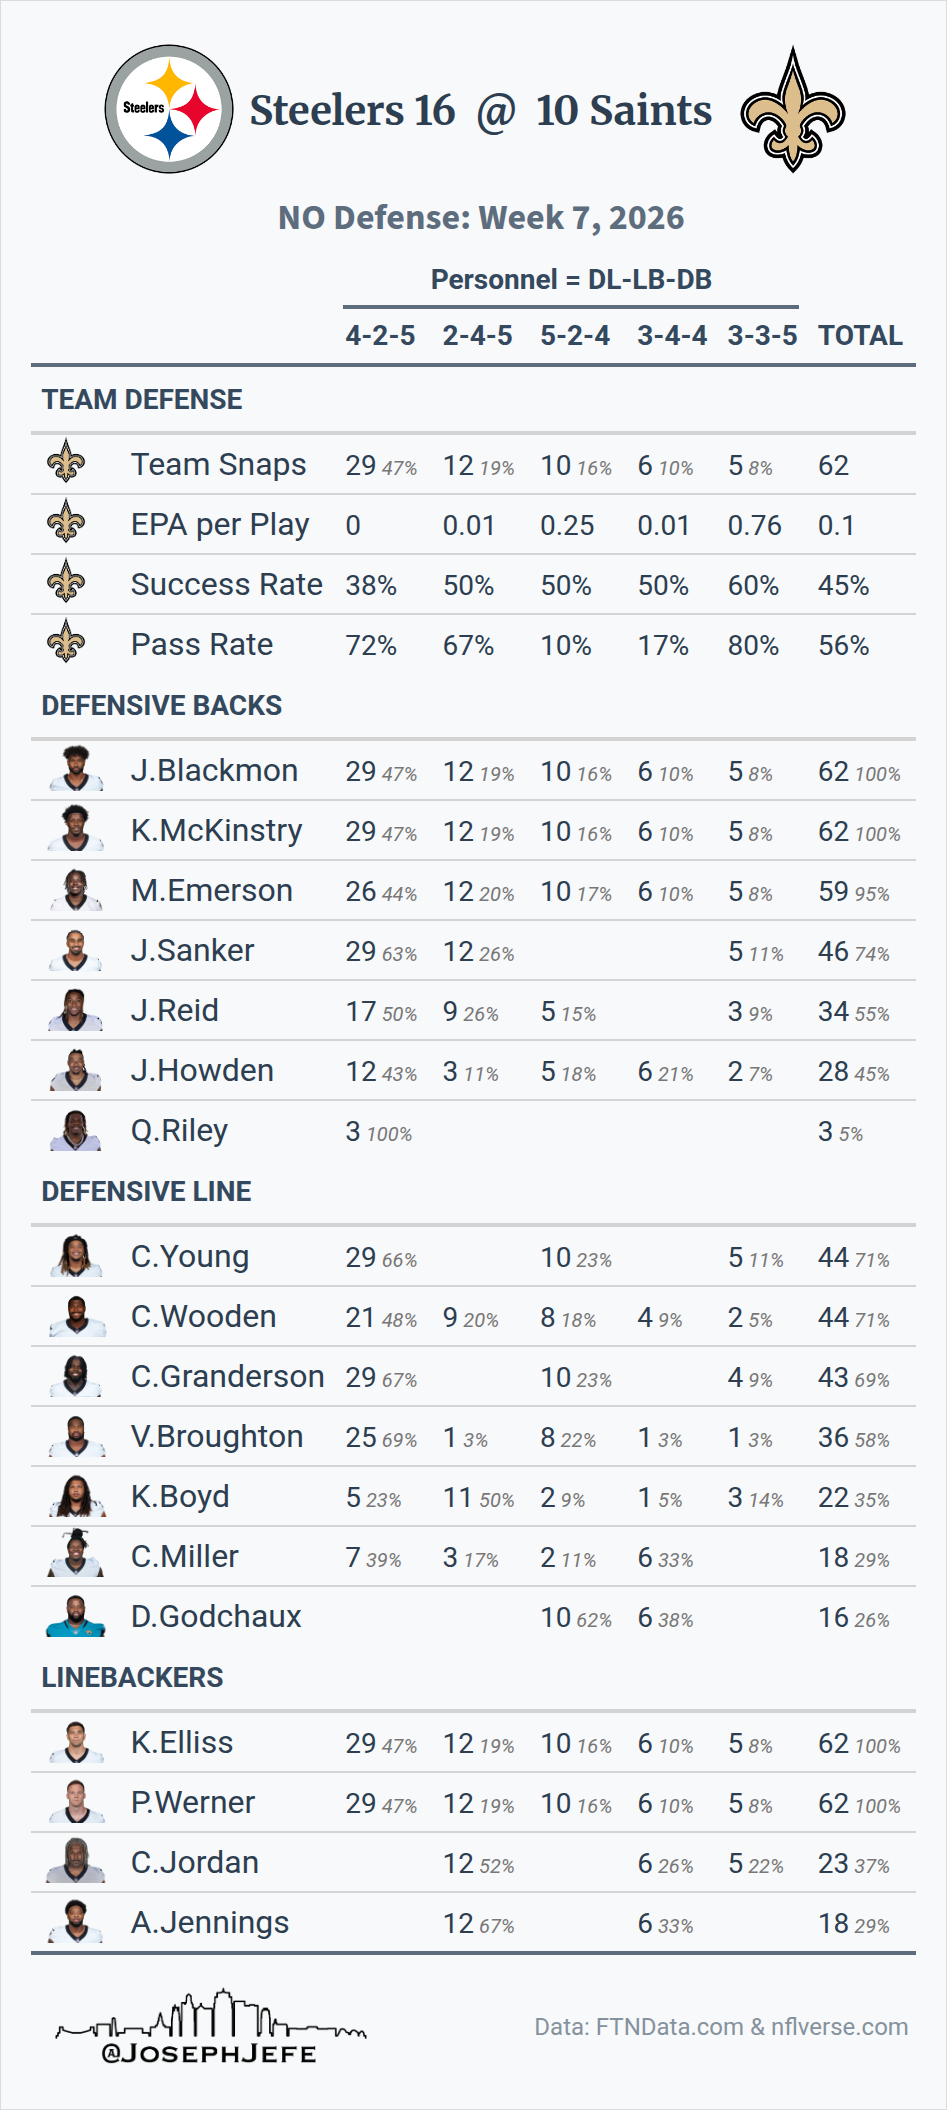 Steelers
Steelers 16 @ 10 Saints
NO Defense: Week 7, 2026
Personnel = DL-LB-DB
4-2-5 2-4-5 5-2-4 3-4-4 3-3-5 TOTAL
TEAM DEFENSE
Team Snaps 29 47% 12 19% 10 16% 6 10% 5 8% 62
EPA per Play 0 0.01 0.25 0.01 0.76 0.1
Success Rate 38% 50% 50% 50% 60% 45%
Pass Rate 72% 67% 10% 17% 80% 56%
DEFENSIVE BACKS
J.Blackmon 29 47% 12 19% 10 16% 6 10% 5 8% 62 100%
K.McKinstry 29 47% 12 19% 10 16% 6 10% 5 8% 62 100%
M.Emerson 26 44% 12 20% 10 17% 6 10% 5 8% 59 95%
J.Sanker 29 63% 12 26% 5 11% 46 74%
J.Reid 17 50% 9 26% 5 15% 3 9% 34 55%
J.Howden 12 43% 3 11% 5 18% 6 21% 2 7% 28 45%
Q.Riley 3 100% 3 5%
DEFENSIVE LINE
C.Young 29 66% 10 23% 5 11% 44 71%
C.Wooden 21 48% 9 20% 8 18% 4 9% 2 5% 44 71%
C.Granderson 29 67% 10 23% 4 9% 43 69%
V.Broughton 25 69% 1 3% 8 22% 1 3% 1 3% 36 58%
K.Boyd 5 23% 11 50% 2 9% 1 5% 3 14% 22 35%
C.Miller 7 39% 3 17% 2 11% 6 33% 18 29%
D.Godchaux 10 62% 6 38% 16 26%
LINEBACKERS
K.Elliss 29 47% 12 19% 10 16% 6 10% 5 8% 62 100%
P.Werner 29 47% 12 19% 10 16% 6 10% 5 8% 62 100%
C.Jordan 12 52% 6 26% 5 22% 23 37%
A.Jennings 12 67% 6 33% 18 29%
@JOSEPHJEFE
Data: FTNData.com & nflverse.com